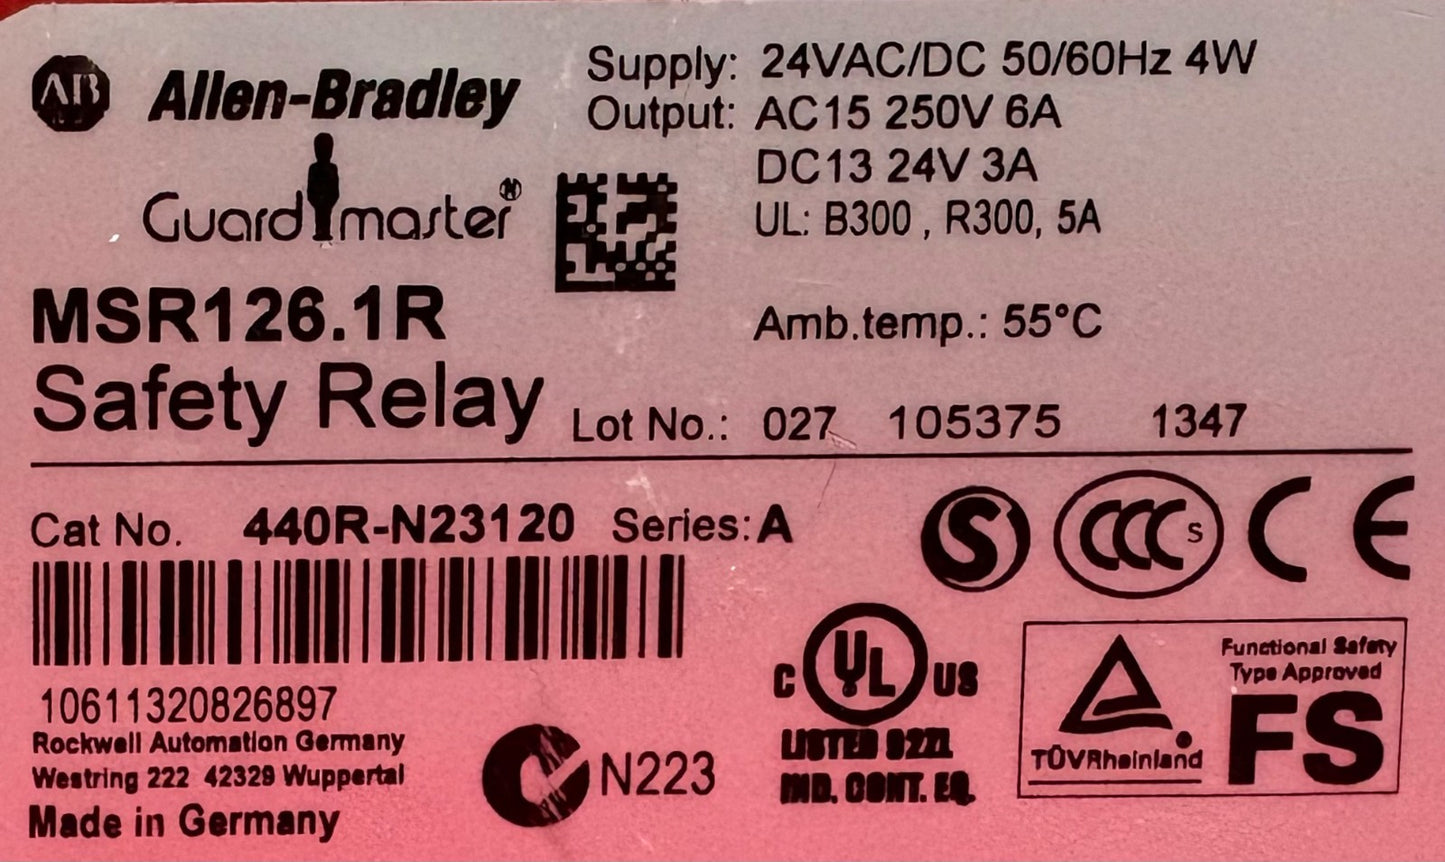 AB Allen-Bradley
Guardmaster®
MSR126.1R
Safety Relay
Supply: 24VAC/DC 50/60Hz 4W
Output: AC15 250V 6A
DC13 24V 3A
UL: B300 , R300, 5A
Amb.temp.: 55°C
Lot No.: 027 105375 1347
Cat No. 440R-N23120 Series: A
10611320826897
Rockwell Automation Germany
Westring 222 42329 Wuppertal
Made in Germany
N223
S CCC S CE
C UL US
LISTED
IND. CONT. EQ.
TÜVRheinland
Functional Safety
Type Approved
FS